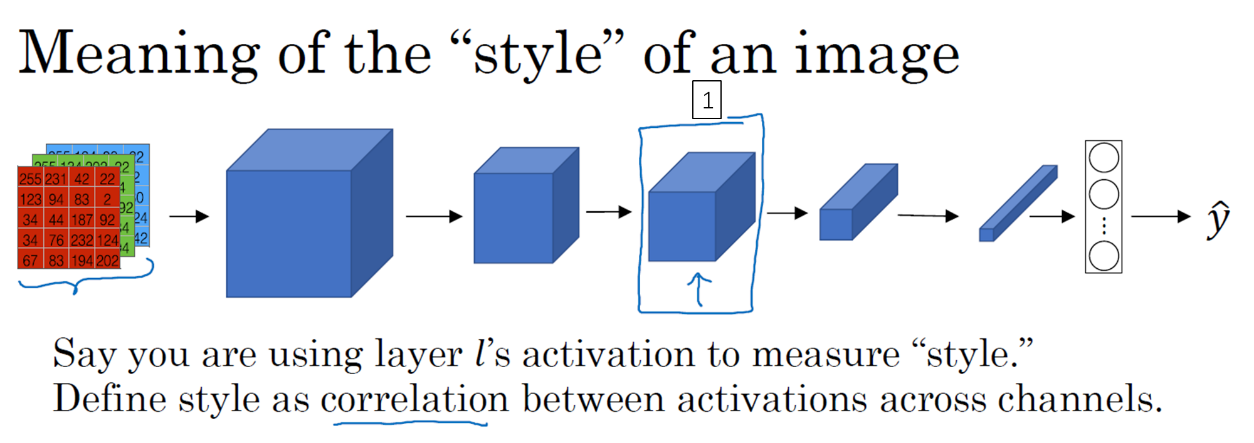 Meaning of the “style” of an image
1
255 231 42 22
123 94 83 2
34 44 187 92
34 76 232 124
67 83 194 202
ŷ
Say you are using layer l’s activation to measure “style.”
Define style as correlation between activations across channels.